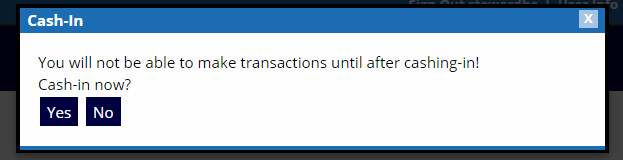 Cash-In
X
You will not be able to make transactions until after cashing-in!
Cash-in now?
Yes No